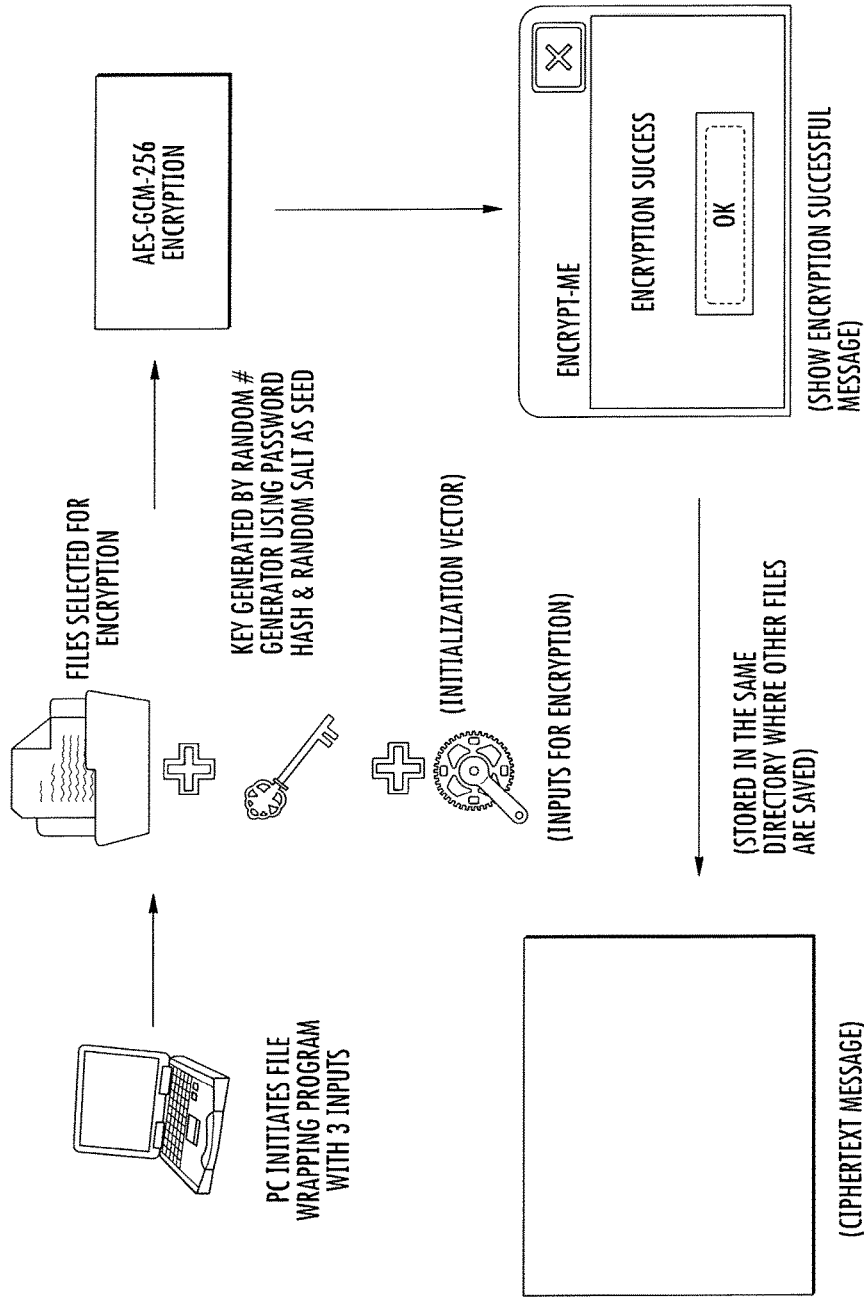 PC INITIATES FILE
WRAPPING PROGRAM
WITH 3 INPUTS
FILES SELECTED FOR
ENCRYPTION
KEY GENERATED BY RANDOM #
GENERATOR USING PASSWORD
HASH & RANDOM SALT AS SEED
(INITIALIZATION VECTOR)
(INPUTS FOR ENCRYPTION)
AES-GCM-256
ENCRYPTION
ENCRYPT-ME
ENCRYPTION SUCCESS
OK
(SHOW ENCRYPTION SUCCESSFUL
MESSAGE)
(STORED IN THE SAME
DIRECTORY WHERE OTHER FILES
ARE SAVED)
(CIPHERTEXT MESSAGE)